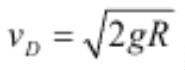 v_D = √2gR